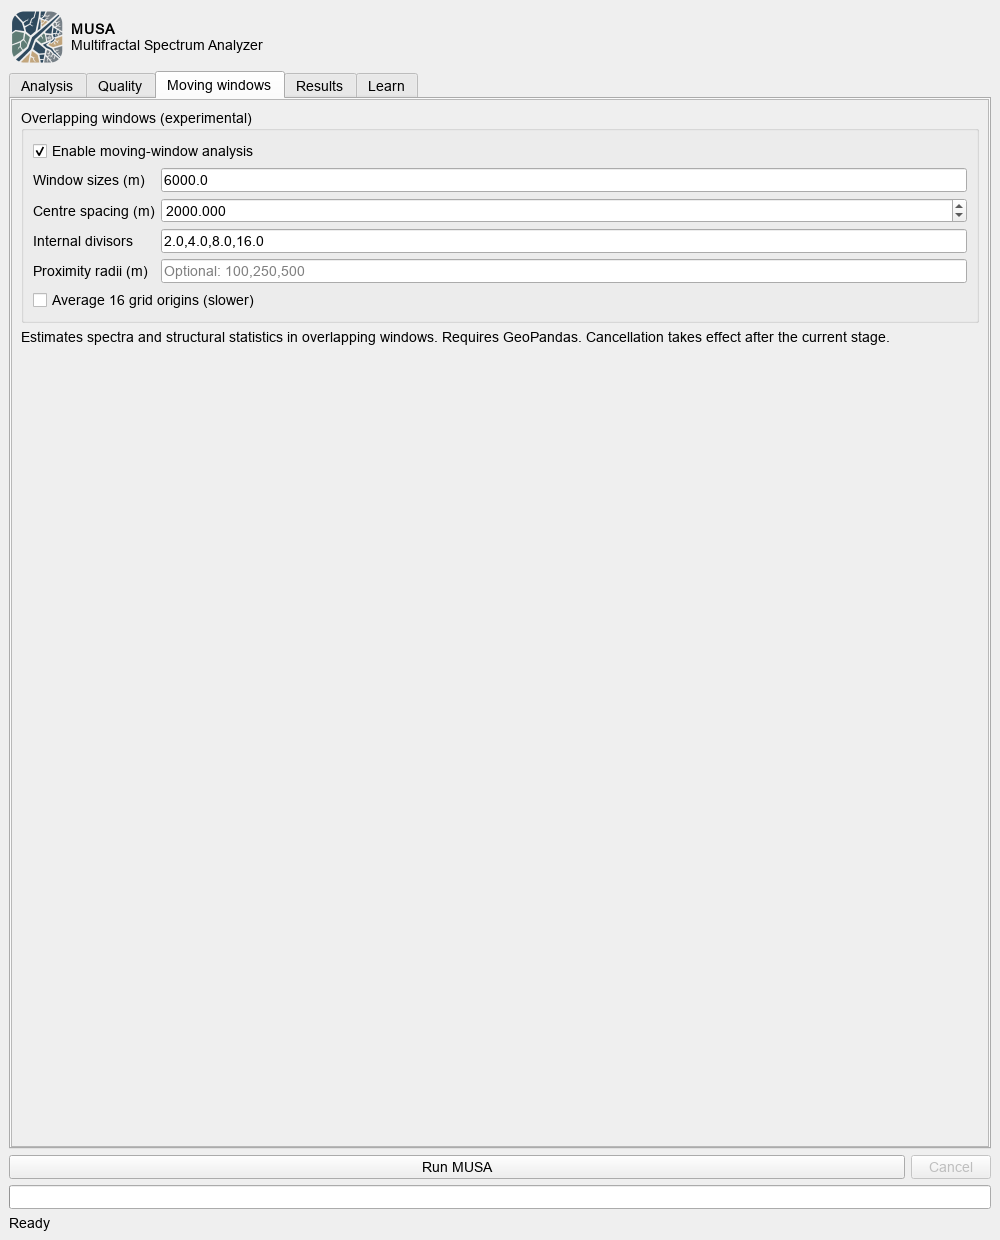 MUSA
Multifractal Spectrum Analyzer
Analysis Quality Moving windows Results Learn
Overlapping windows (experimental)
Enable moving-window analysis
Window sizes (m) 6000.0
Centre spacing (m) 2000.000
Internal divisors 2.0,4.0,8.0,16.0
Proximity radii (m) Optional: 100,250,500
Average 16 grid origins (slower)
Estimates spectra and structural statistics in overlapping windows. Requires GeoPandas. Cancellation takes effect after the current stage.
Run MUSA Cancel
Ready